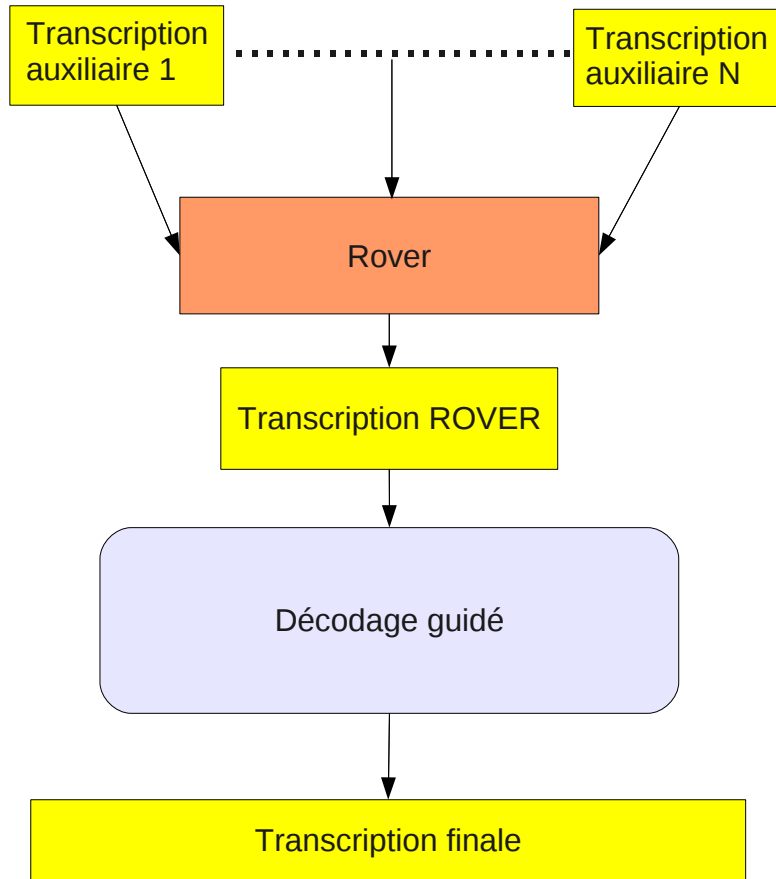 Transcription
auxiliaire 1
Transcription
auxiliaire N
Rover
Transcription ROVER
Décodage guidé
Transcription finale